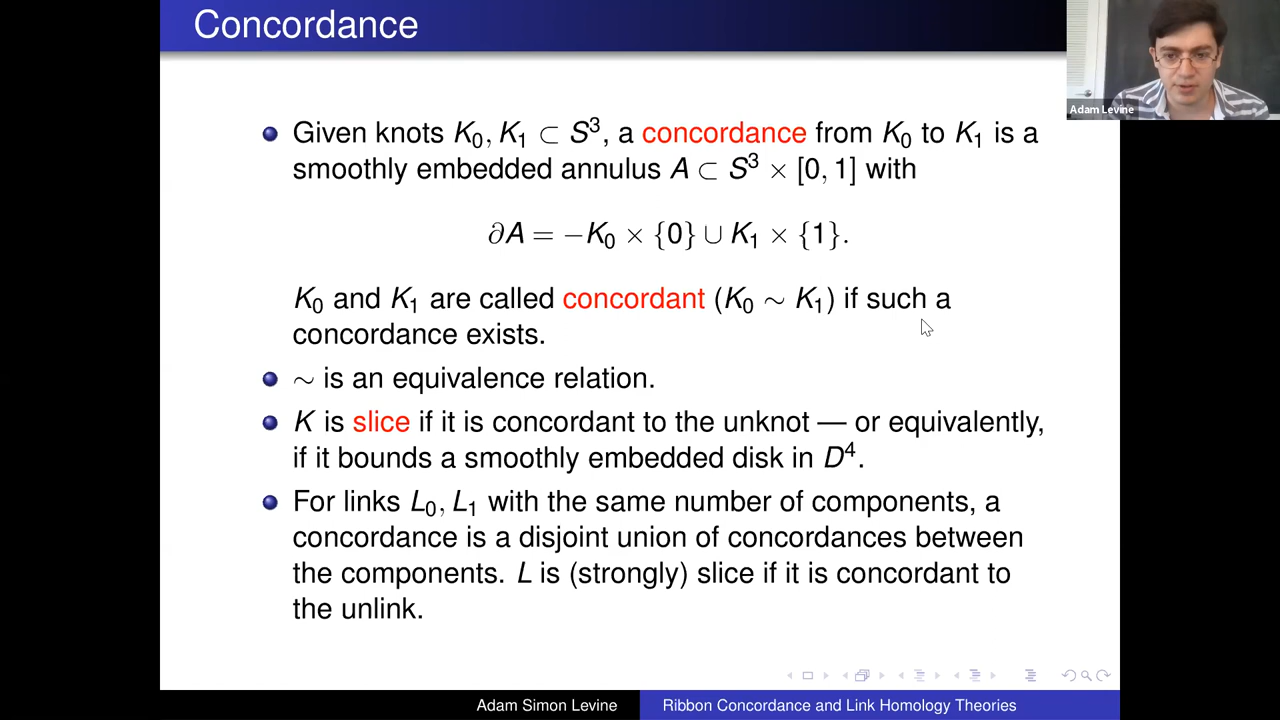 Concordance
Adam Levine
Given knots K₀, K₁ ⊂ S³, a concordance from K₀ to K₁ is a
smoothly embedded annulus A ⊂ S³ × [0, 1] with
∂A = −K₀ × {0} ∪ K₁ × {1}.
K₀ and K₁ are called concordant (K₀ ∼ K₁) if such a
concordance exists.
∼ is an equivalence relation.
K is slice if it is concordant to the unknot — or equivalently,
if it bounds a smoothly embedded disk in D⁴.
For links L₀, L₁ with the same number of components, a
concordance is a disjoint union of concordances between
the components. L is (strongly) slice if it is concordant to
the unlink.
Adam Simon Levine
Ribbon Concordance and Link Homology Theories